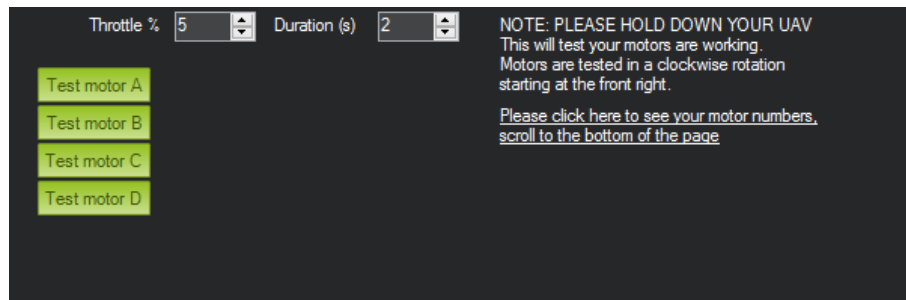 Throttle % 5 Duration (s) 2
NOTE: PLEASE HOLD DOWN YOUR UAV
This will test your motors are working.
Motors are tested in a clockwise rotation
starting at the front right.
Please click here to see your motor numbers,
scroll to the bottom of the page
Test motor A
Test motor B
Test motor C
Test motor D